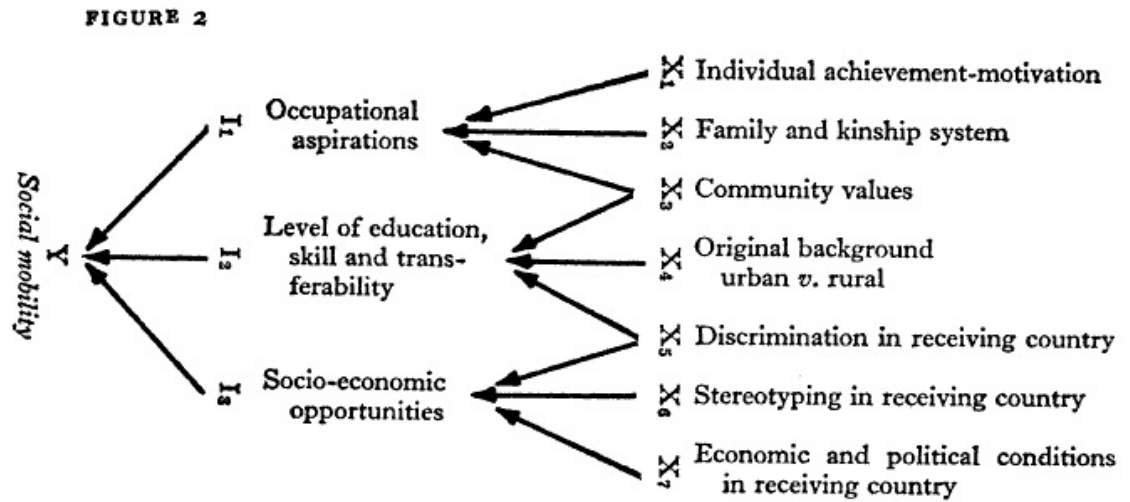 FIGURE 2
X1 Individual achievement-motivation
I1 Occupational
aspirations
X2 Family and kinship system
X3 Community values
Social mobility
Y
I2 Level of education,
skill and trans-
ferability
X4 Original background
urban v. rural
X5 Discrimination in receiving country
I3 Socio-economic
opportunities
X6 Stereotyping in receiving country
X7 Economic and political conditions
in receiving country